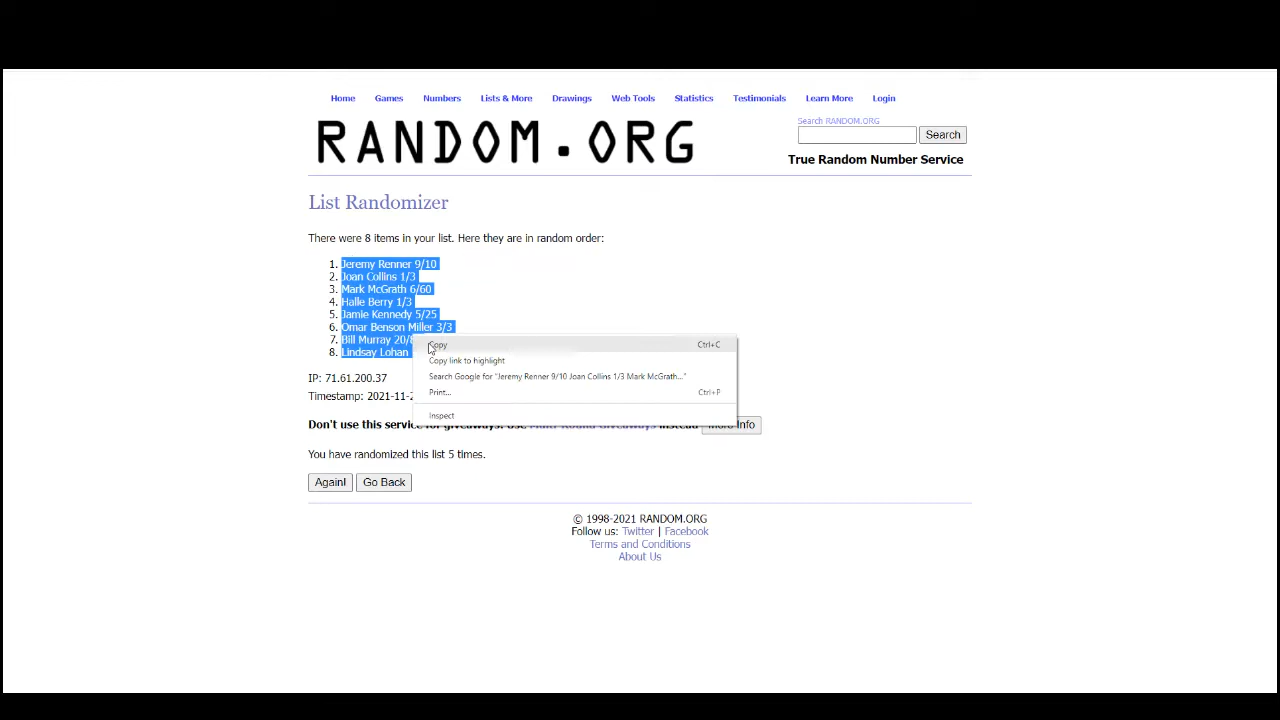 Home Games Numbers Lists & More Drawings Web Tools Statistics Testimonials Learn More Login
RANDOM.ORG
Search RANDOM.ORG
Search
True Random Number Service
List Randomizer
There were 8 items in your list. Here they are in random order:
1. Jeremy Renner 9/10
2. Joan Collins 1/3
3. Mark McGrath 6/60
4. Halle Berry 1/3
5. Jamie Kennedy 5/25
6. Omar Benson Miller 3/3
7. Bill Murray 20/
8. Lindsay Lohan
Copy Ctrl+C
Copy link to highlight
Search Google for "Jeremy Renner 9/10 Joan Collins 1/3 Mark McGrath..."
Print... Ctrl+P
Inspect
IP: 71.61.200.37
Timestamp: 2021-11-2
Don't use this service for giveaways. Use Multi-Round Giveaways instead More Info
You have randomized this list 5 times.
Again! Go Back
© 1998-2021 RANDOM.ORG
Follow us: Twitter | Facebook
Terms and Conditions
About Us